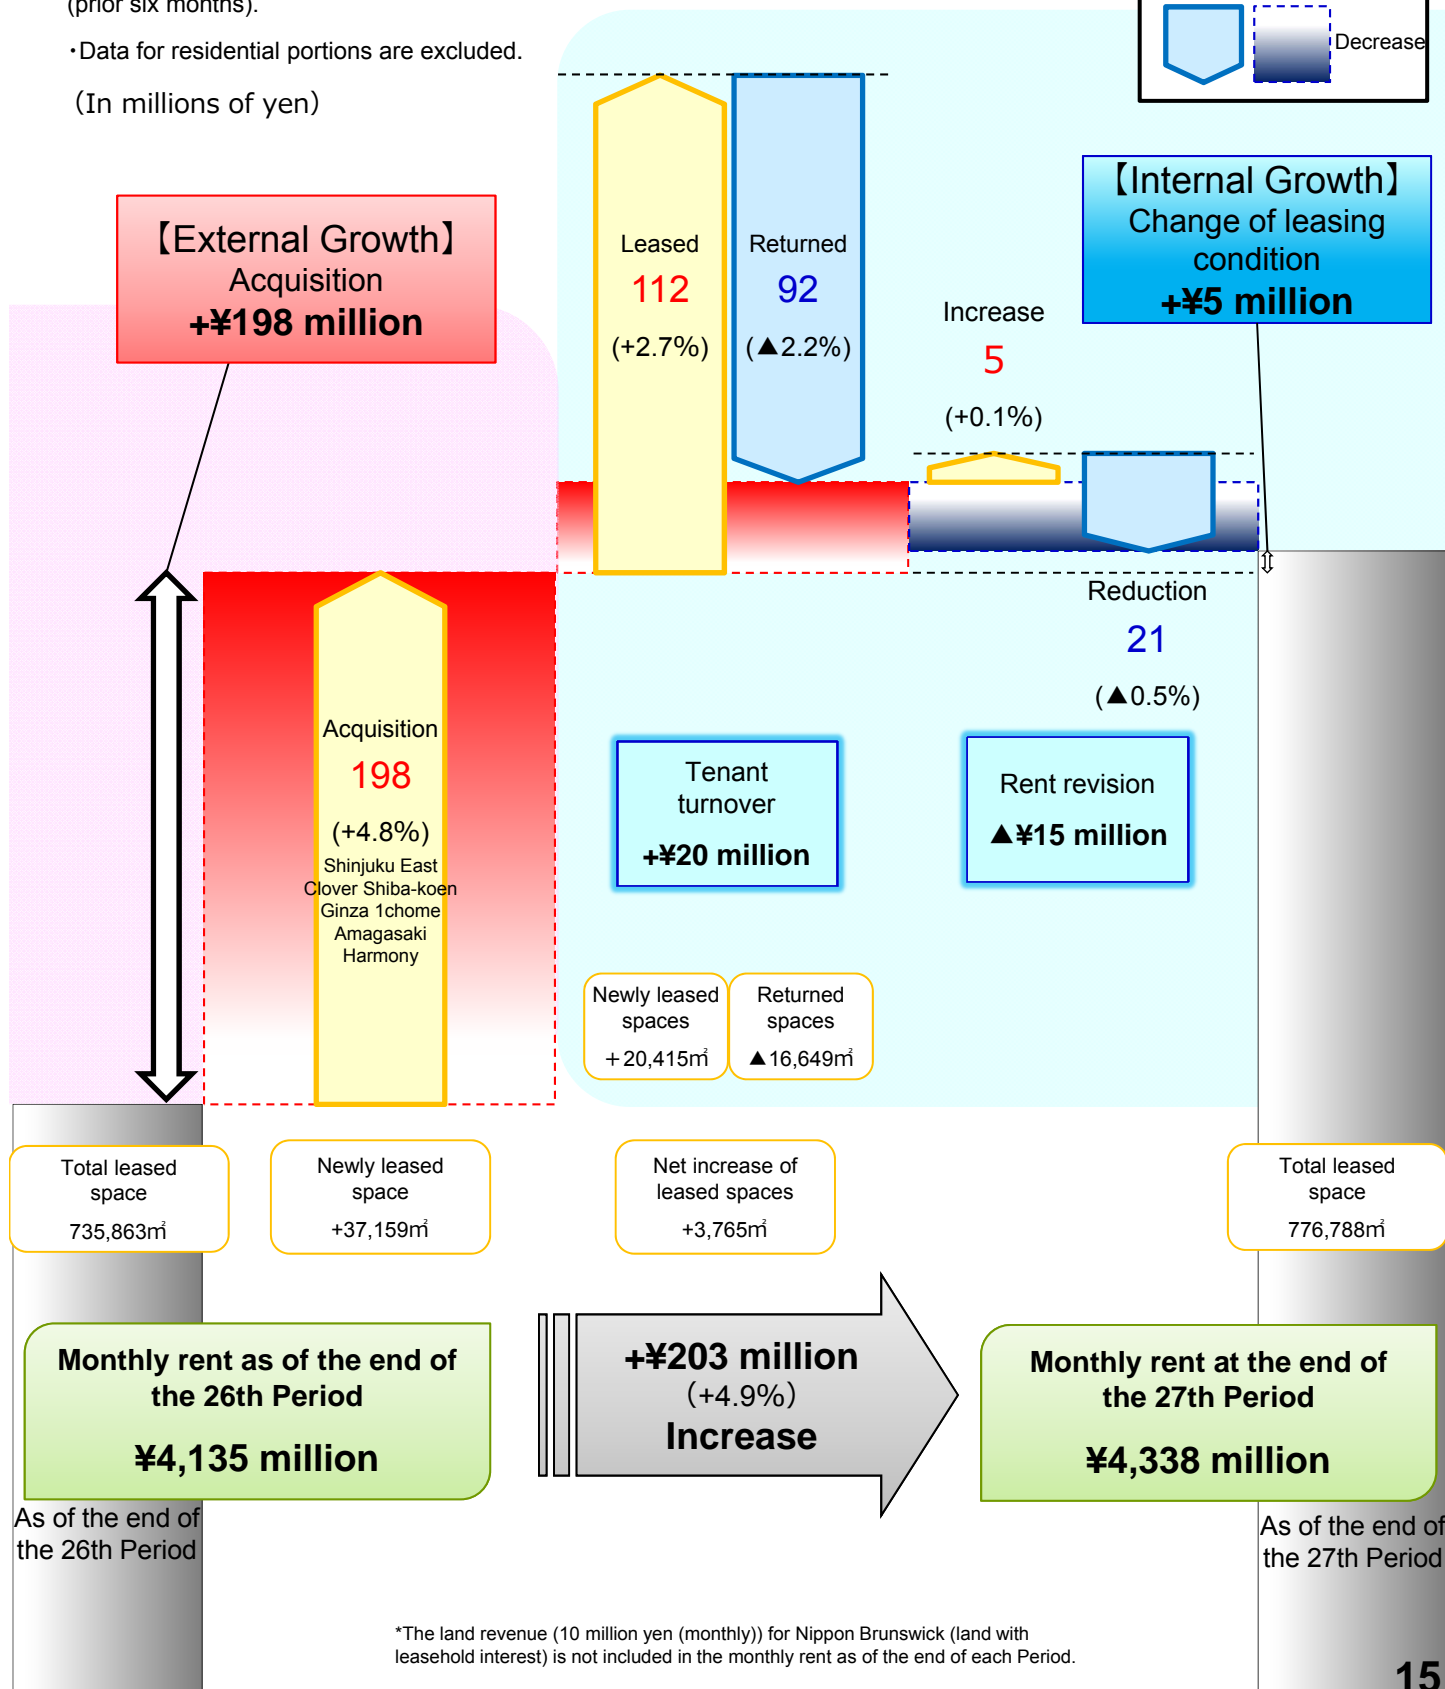 (prior six months).
・Data for residential portions are excluded.
（In millions of yen）
Decrease
【External Growth】
Acquisition
+¥198 million
【Internal Growth】
Change of leasing
condition
+¥5 million
Leased
112
(+2.7%)
Returned
92
(▲2.2%)
Increase
5
(+0.1%)
Reduction
21
(▲0.5%)
Acquisition
198
(+4.8%)
Shinjuku East
Clover Shiba-koen
Ginza 1chome
Amagasaki
Harmony
Tenant
turnover
+¥20 million
Rent revision
▲¥15 million
Newly leased
spaces
＋20,415㎡
Returned
spaces
▲16,649㎡
Total leased
space
735,863㎡
Newly leased
space
+37,159㎡
Net increase of
leased spaces
+3,765㎡
Total leased
space
776,788㎡
Monthly rent as of the end of
the 26th Period
¥4,135 million
+¥203 million
（+4.9%）
Increase
Monthly rent at the end of
the 27th Period
¥4,338 million
As of the end of
the 26th Period
As of the end of
the 27th Period
*The land revenue (10 million yen (monthly)) for Nippon Brunswick (land with
leasehold interest) is not included in the monthly rent as of the end of each Period.
15